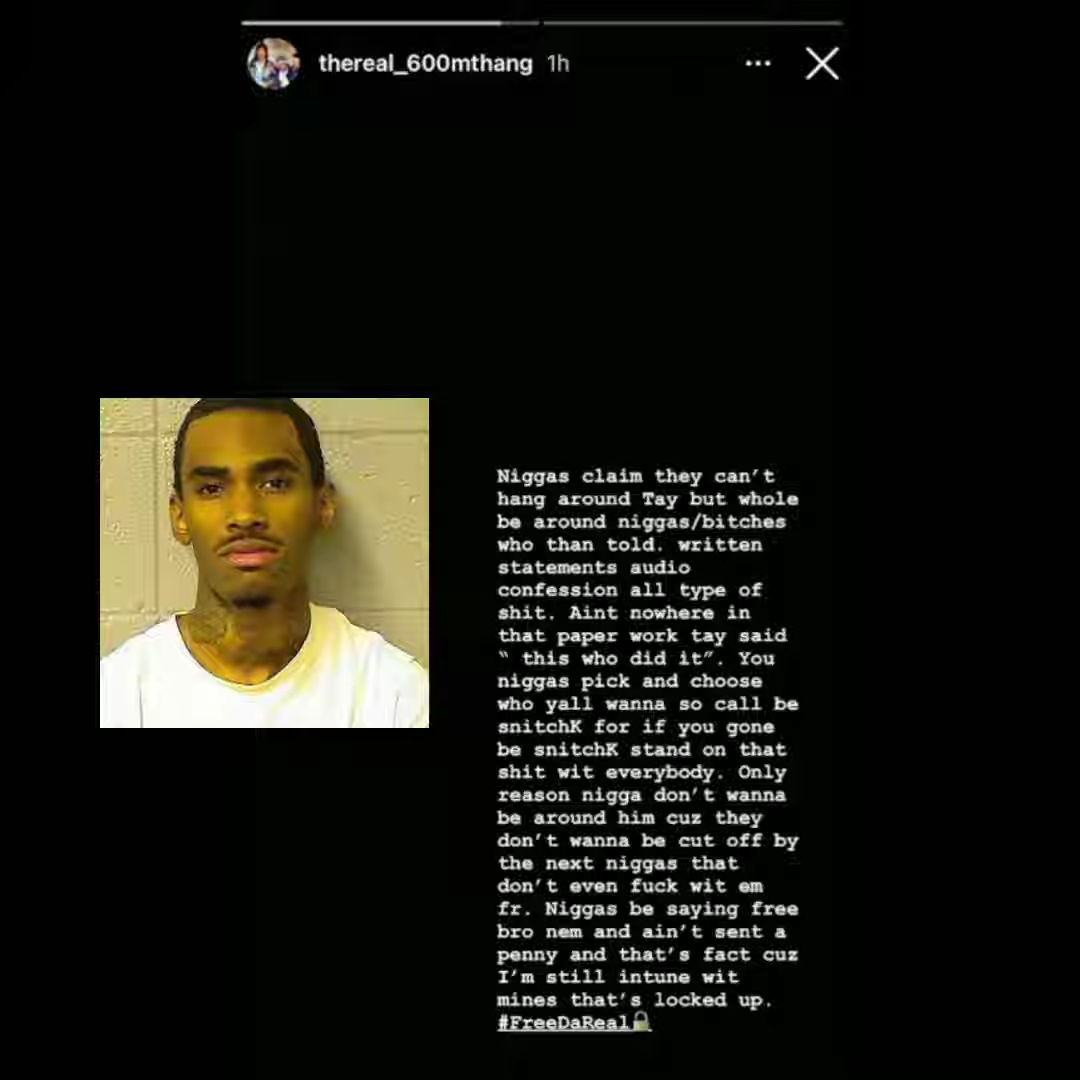 thereal_600mthang 1h
Niggas claim they can't
hang around Tay but whole
be around niggas/bitches
who than told. written
statements audio
confession all type of
shit. Aint nowhere in
that paper work tay said
“ this who did it”. You
niggas pick and choose
who yall wanna so call be
snitchK for if you gone
be snitchK stand on that
shit wit everybody. Only
reason nigga don't wanna
be around him cuz they
don't wanna be cut off by
the next niggas that
don't even fuck wit em
fr. Niggas be saying free
bro nem and ain't sent a
penny and that's fact cuz
I'm still intune wit
mines that's locked up.
#FreeDaReal🔒